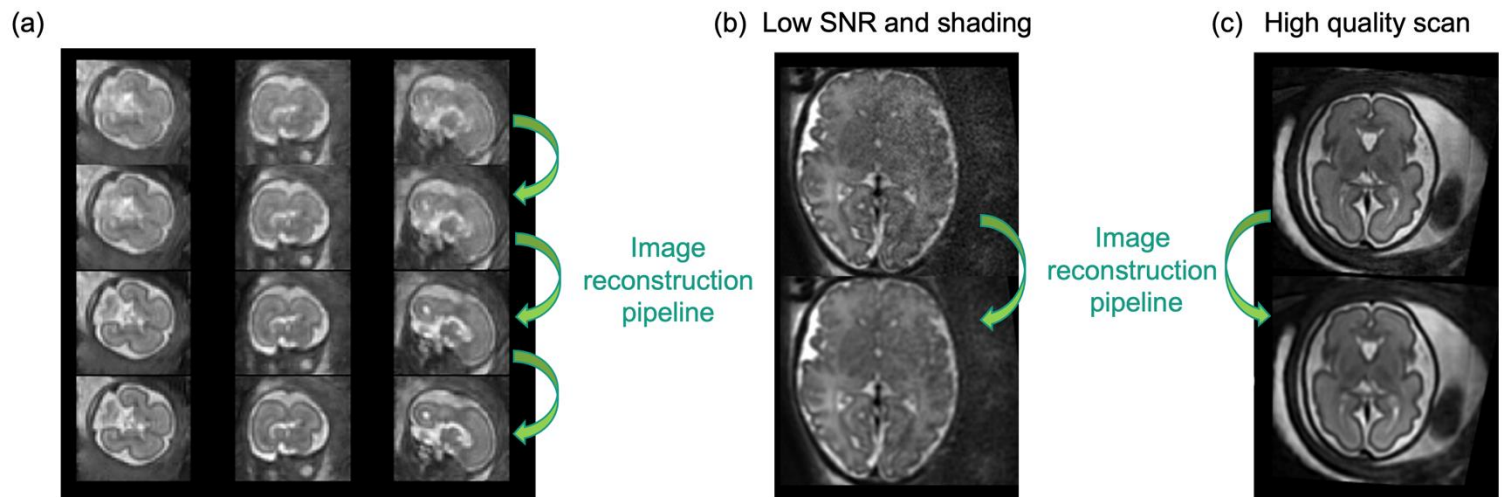 (a)
(b) Low SNR and shading
(c) High quality scan
Image
reconstruction
pipeline
Image
reconstruction
pipeline